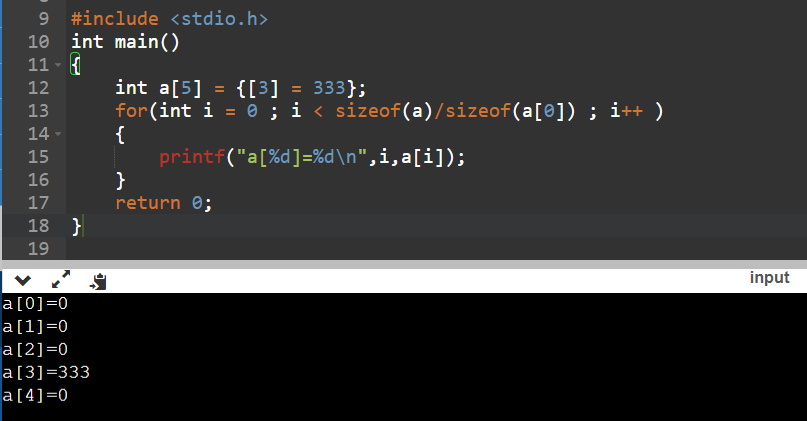 9 #include <stdio.h>
10 int main()
11 {
12 int a[5] = {[3] = 333};
13 for(int i = 0 ; i < sizeof(a)/sizeof(a[0]) ; i++ )
14 {
15 printf("a[%d]=%d\n",i,a[i]);
16 }
17 return 0;
18 }
19
input
a[0]=0
a[1]=0
a[2]=0
a[3]=333
a[4]=0